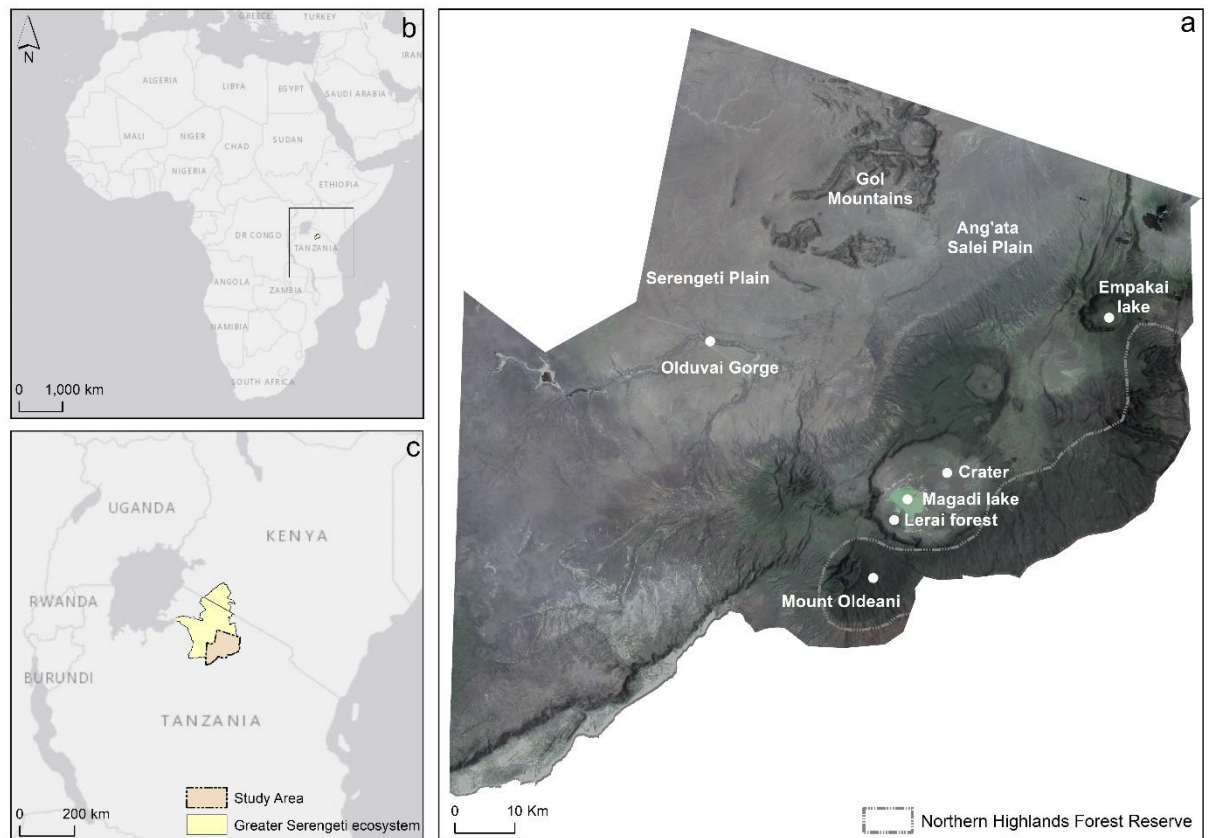 b
N
GREECE
TURKEY
IRAN
ALGERIA
LIBYA
EGYPT
SAUDI ARABIA
MALI
NIGER
CHAD
SUDAN
NIGERIA
ETHIOPIA
DR CONGO
TANZANIA
ANGOLA
ZAMBIA
NAMIBIA
SOUTH AFRICA
0 1,000 km
c
UGANDA
KENYA
RWANDA
BURUNDI
TANZANIA
Study Area
Greater Serengeti ecosystem
0 200 km
a
Gol
Mountains
Ang'ata
Salei Plain
Serengeti Plain
Empakai
lake
Olduvai Gorge
Crater
Magadi lake
Lerai forest
Mount Oldeani
0 10 Km
Northern Highlands Forest Reserve